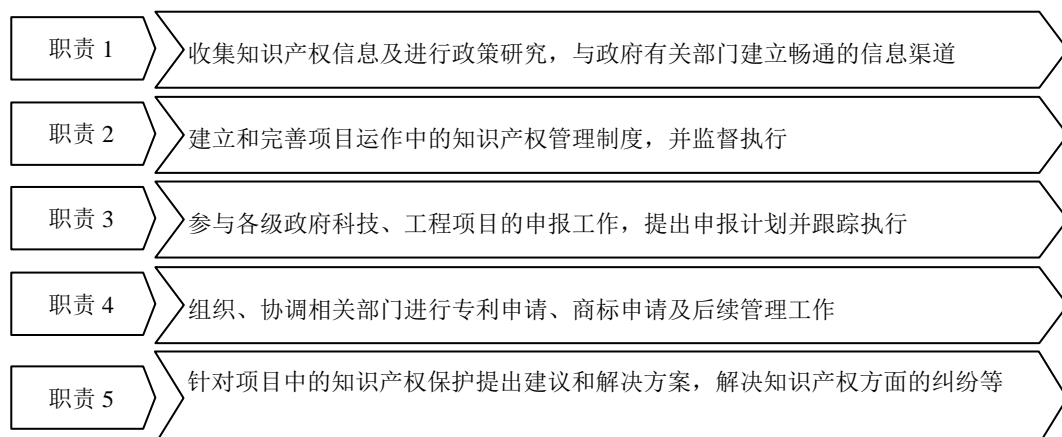 职责 1
收集知识产权信息及进行政策研究，与政府有关部门建立畅通的信息渠道
职责 2
建立和完善项目运作中的知识产权管理制度，并监督执行
职责 3
参与各级政府科技、工程项目的申报工作，提出申报计划并跟踪执行
职责 4
组织、协调相关部门进行专利申请、商标申请及后续管理工作
职责 5
针对项目中的知识产权保护提出建议和解决方案，解决知识产权方面的纠纷等